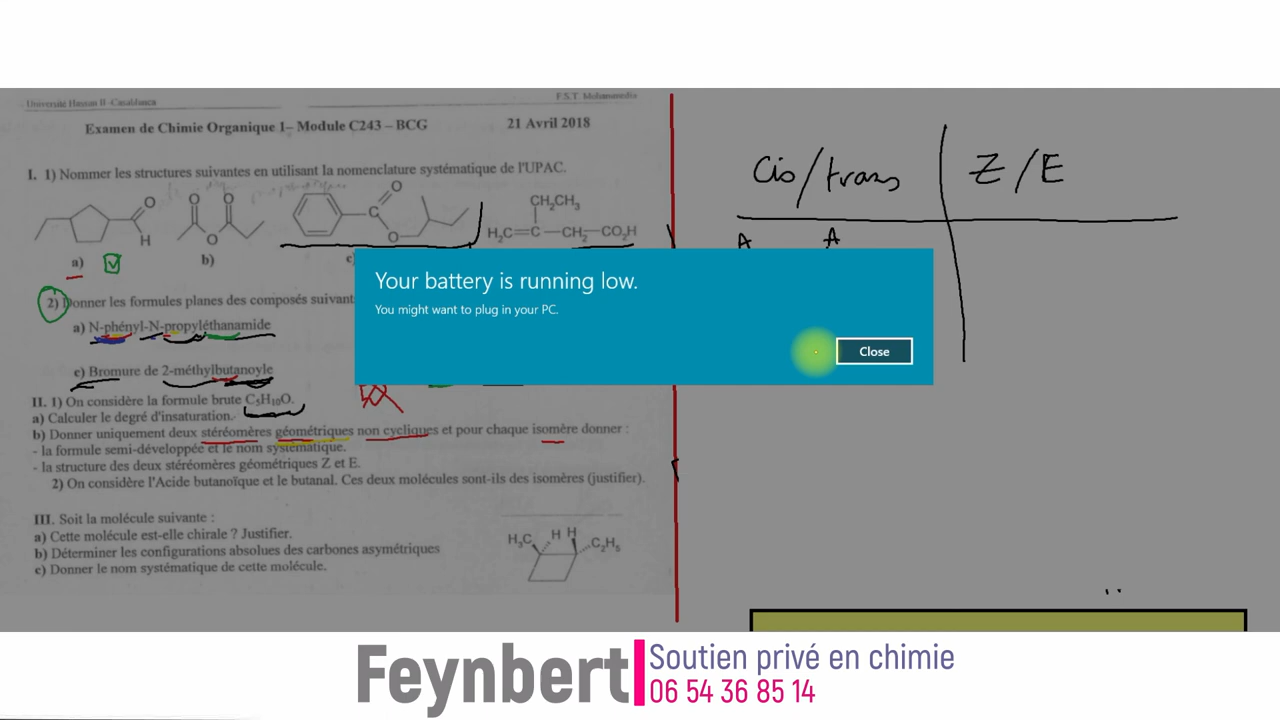 Université Hassan II -Casablanca
F.S.T. Mohammedia
Examen de Chimie Organique 1– Module C243 – BCG
21 Avril 2018
I. 1) Nommer les structures suivantes en utilisant la nomenclature systématique de l'UPAC.
O
H
O O
O
O
C
O
CH₂CH₃
H₂C=C—CH₂—CO₂H
a)
b)
c)
2) Donner les formules planes des composés suivant
a) N-phényl-N-propyléthanamide
c) Bromure de 2-méthylbutanoyle
II. 1) On considère la formule brute C₅H₁₀O.
a) Calculer le degré d'insaturation.
b) Donner uniquement deux stéréomères géométriques non cycliques et pour chaque isomère donner :
- la formule semi-développée et le nom systématique.
- la structure des deux stéréomères géométriques Z et E.
2) On considère l'Acide butanoïque et le butanal. Ces deux molécules sont-ils des isomères (justifier).
III. Soit la molécule suivante :
a) Cette molécule est-elle chirale ? Justifier.
b) Déterminer les configurations absolues des carbones asymétriques
c) Donner le nom systématique de cette molécule.
H₃C H H C₂H₅
Cis/trans Z/E
A A
Your battery is running low.
You might want to plug in your PC.
Close
Feynbert
Soutien privé en chimie
06 54 36 85 14